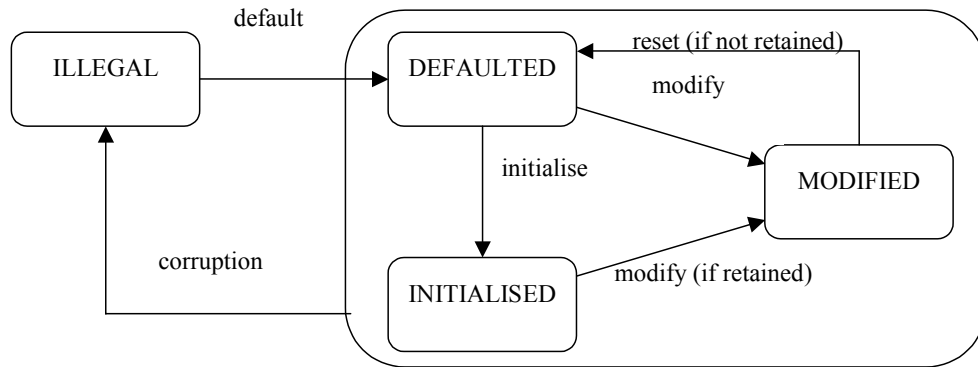 default
reset (if not retained)
ILLEGAL
DEFAULTED
modify
initialise
MODIFIED
corruption
modify (if retained)
INITIALISED